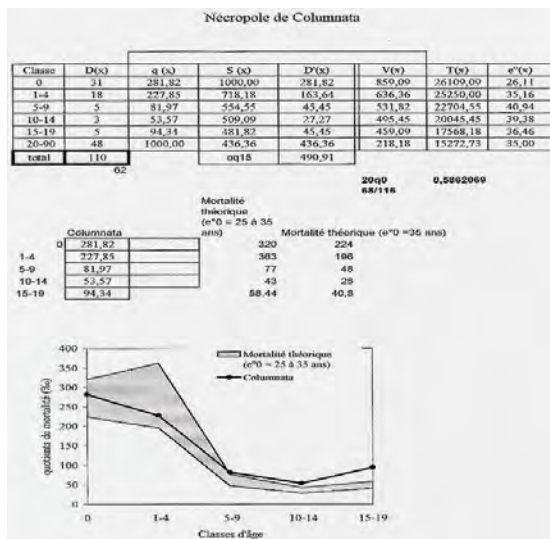 Nécropole de Columnata
Classe D(x) q (x) S (x) D'(x) V(x) T(x) e°(x)
0 31 281,82 1000,00 281,82 859,09 26109,09 26,11
1-4 18 227,85 718,18 163,64 636,36 25250,00 35,16
5-9 5 81,97 554,55 45,45 531,82 22704,55 40,94
10-14 3 53,57 509,09 27,27 495,45 20045,45 39,38
15-19 5 94,34 481,82 45,45 459,09 17568,18 36,46
20-90 48 1000,00 436,36 436,36 218,18 15272,73 35,00
total 110 oq15 490,91
62
20q0 0,5862069
68/116
Mortalité
théorique
(e°0 = 25 à 35
Columnata ans) Mortalité théorique (e°0 =35 ans)
0 281,82 320 224
1-4 227,85 363 196
5-9 81,97 77 48
10-14 53,57 43 28
15-19 94,34 58.44 40,8
400
350
300
250
200
150
100
50
0
quotients de mortalité (‰)
Mortalité théorique
(e°0 = 25 à 35 ans)
Columnata
0 1-4 5-9 10-14 15-19
Classes d'âge